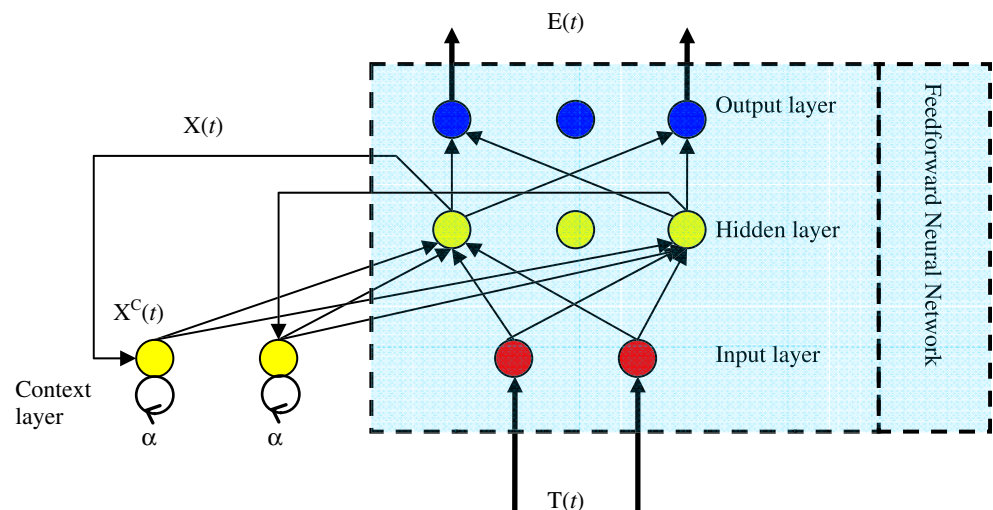 E(t)
Output layer
X(t)
Feedforward Neural Network
Hidden layer
X^C(t)
Input layer
Context
layer
α
α
T(t)